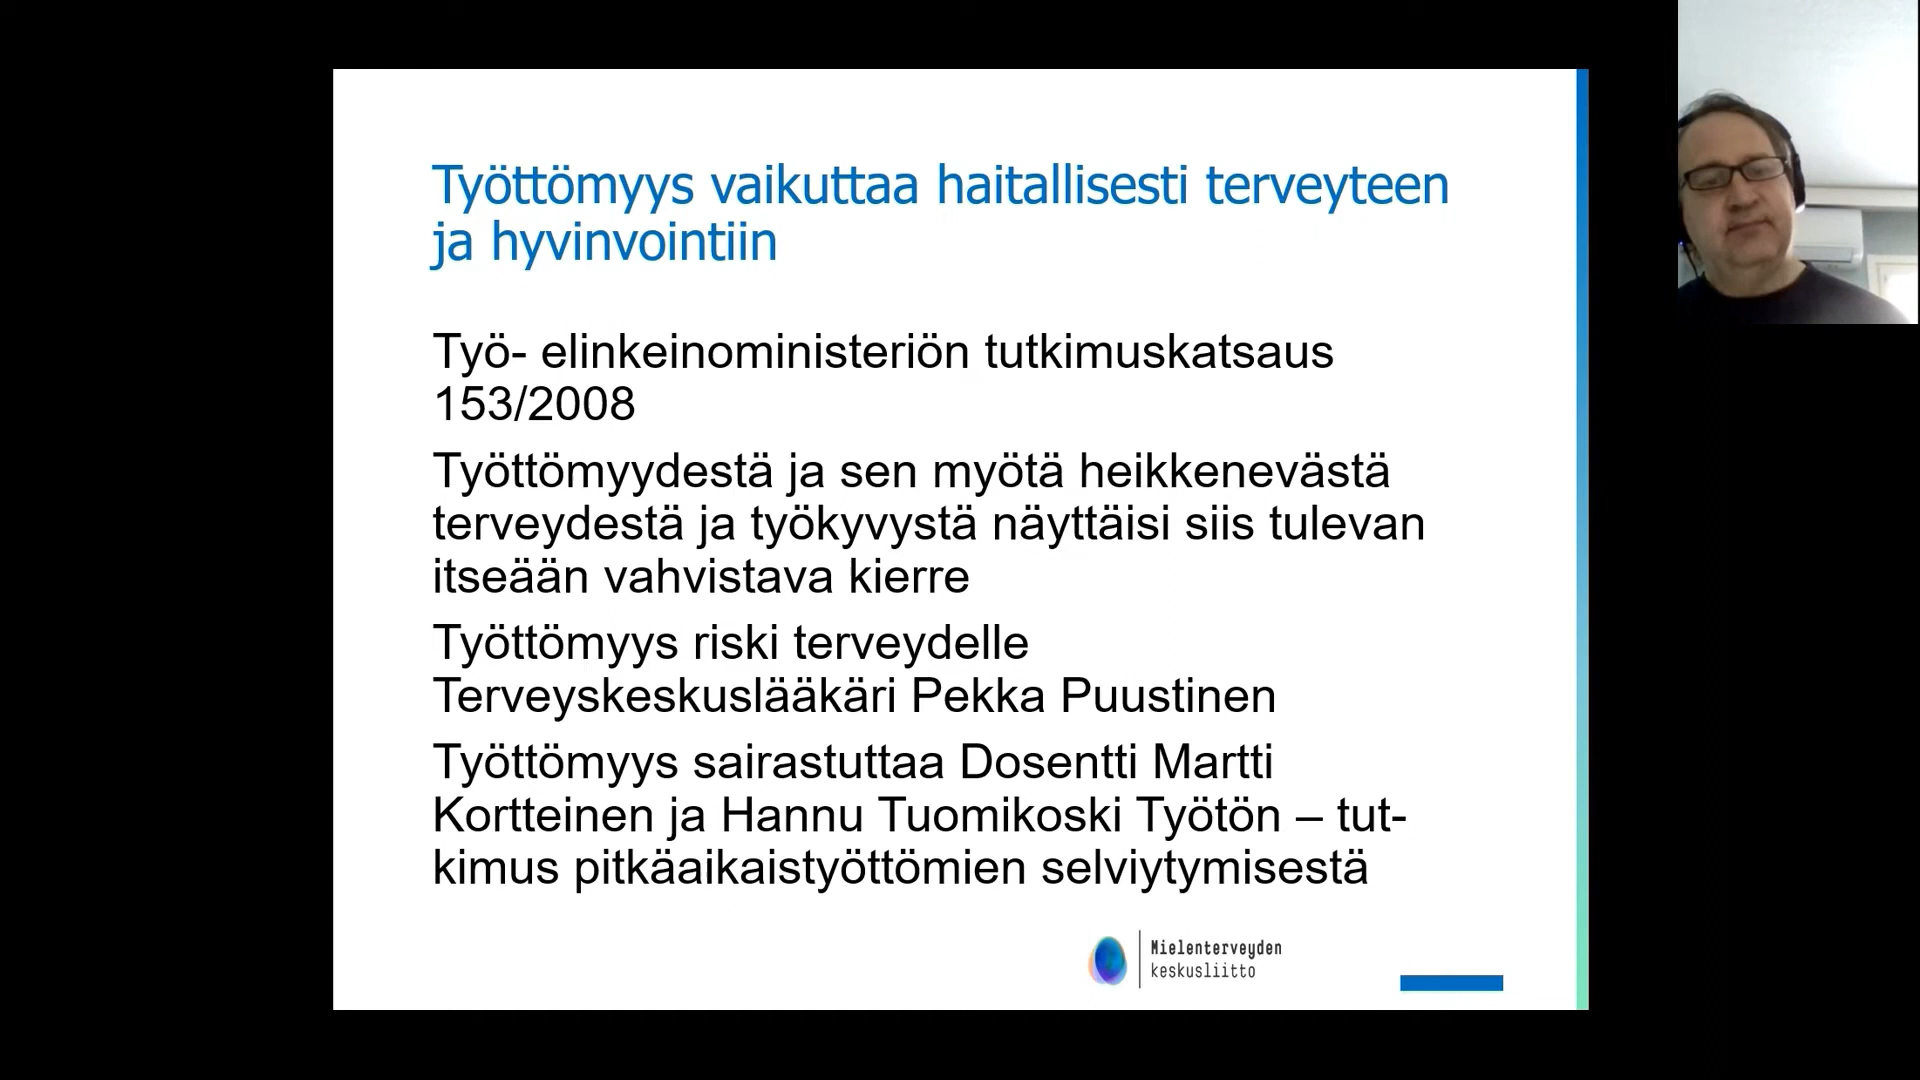 Työttömyys vaikuttaa haitallisesti terveyteen
ja hyvinvointiin
Työ- elinkeinoministeriön tutkimuskatsaus
153/2008
Työttömyydestä ja sen myötä heikkenevästä
terveydestä ja työkyvystä näyttäisi siis tulevan
itseään vahvistava kierre
Työttömyys riski terveydelle
Terveyskeskuslääkäri Pekka Puustinen
Työttömyys sairastuttaa Dosentti Martti
Kortteinen ja Hannu Tuomikoski Työtön – tut-
kimus pitkäaikaistyöttömien selviytymisestä
Mielenterveyden
keskusliitto